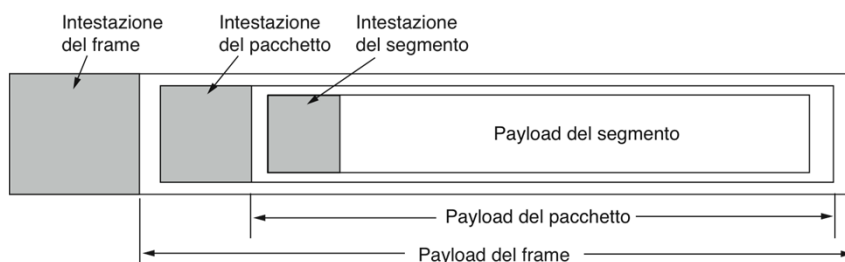 Intestazione
del frame
Intestazione
del pacchetto
Intestazione
del segmento
Payload del segmento
Payload del pacchetto
Payload del frame